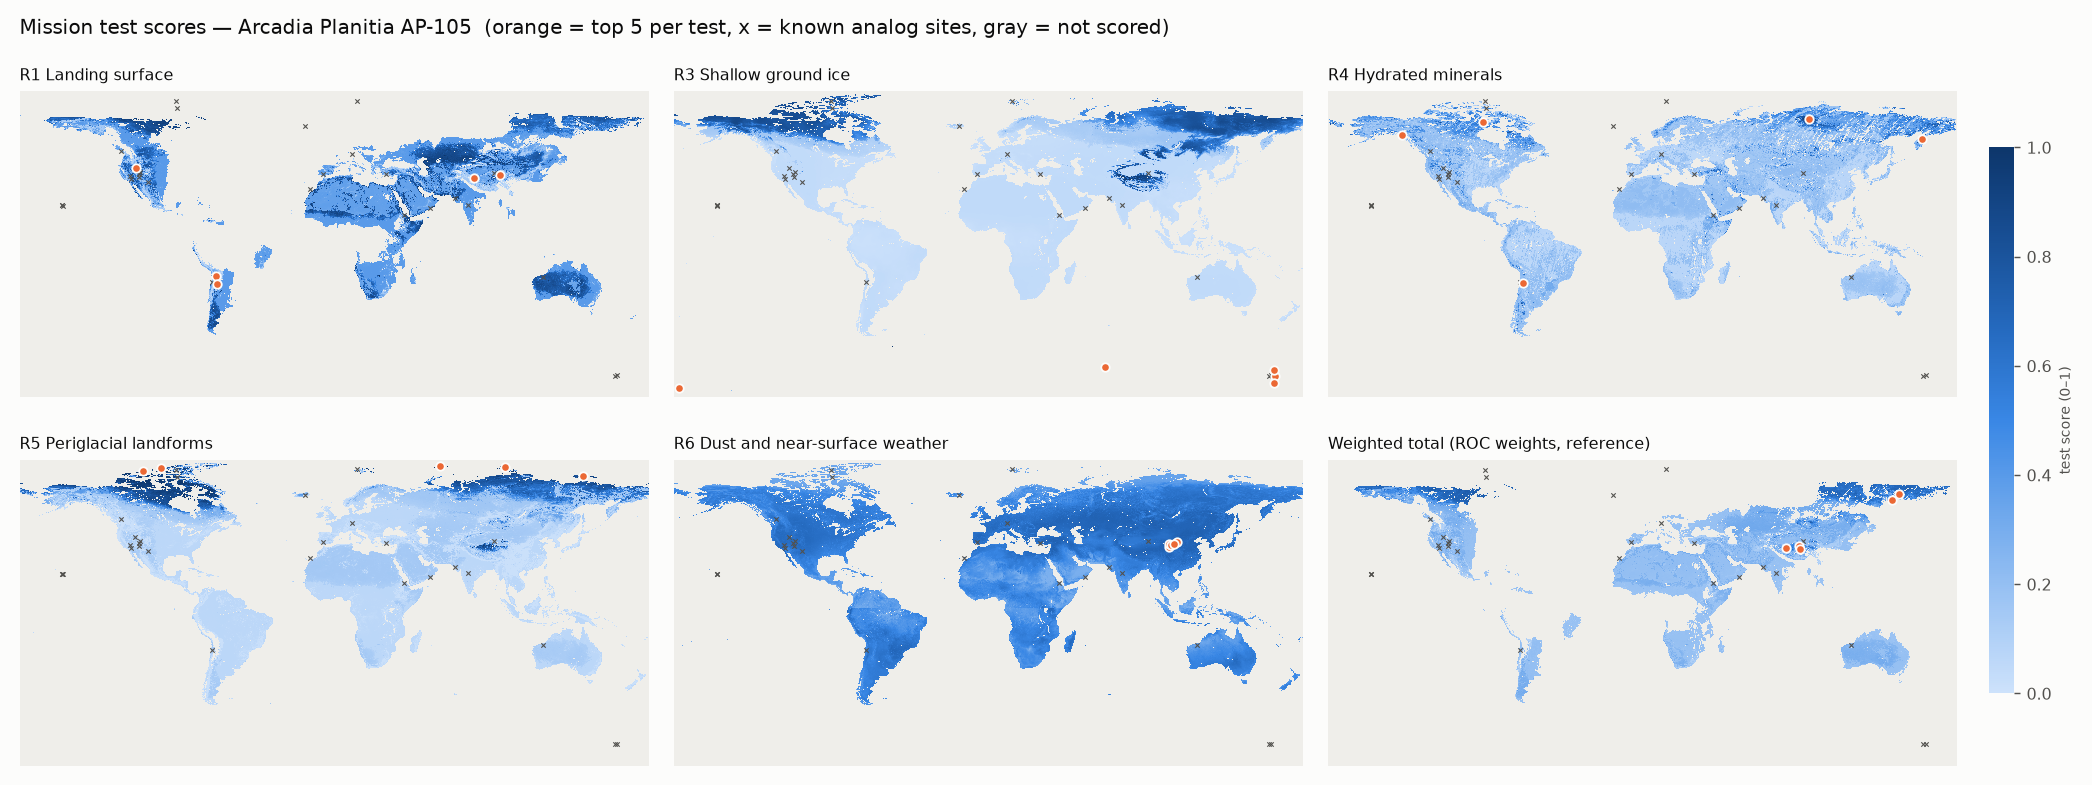 Mission test scores — Arcadia Planitia AP-105  (orange = top 5 per test, x = known analog sites, gray = not scored)
R1 Landing surface
R3 Shallow ground ice
R4 Hydrated minerals
R5 Periglacial landforms
R6 Dust and near-surface weather
Weighted total (ROC weights, reference)
1.0
0.8
0.6
0.4
0.2
0.0
test score (0–1)